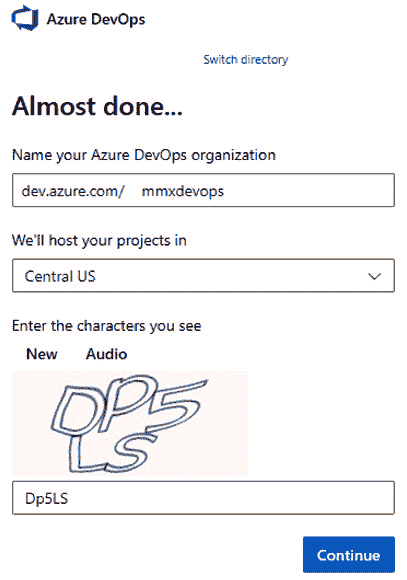 Azure DevOps
Switch directory
Almost done...
Name your Azure DevOps organization
dev.azure.com/ mmxdevops
We'll host your projects in
Central US
Enter the characters you see
New Audio
DP5
LS
Dp5LS
Continue